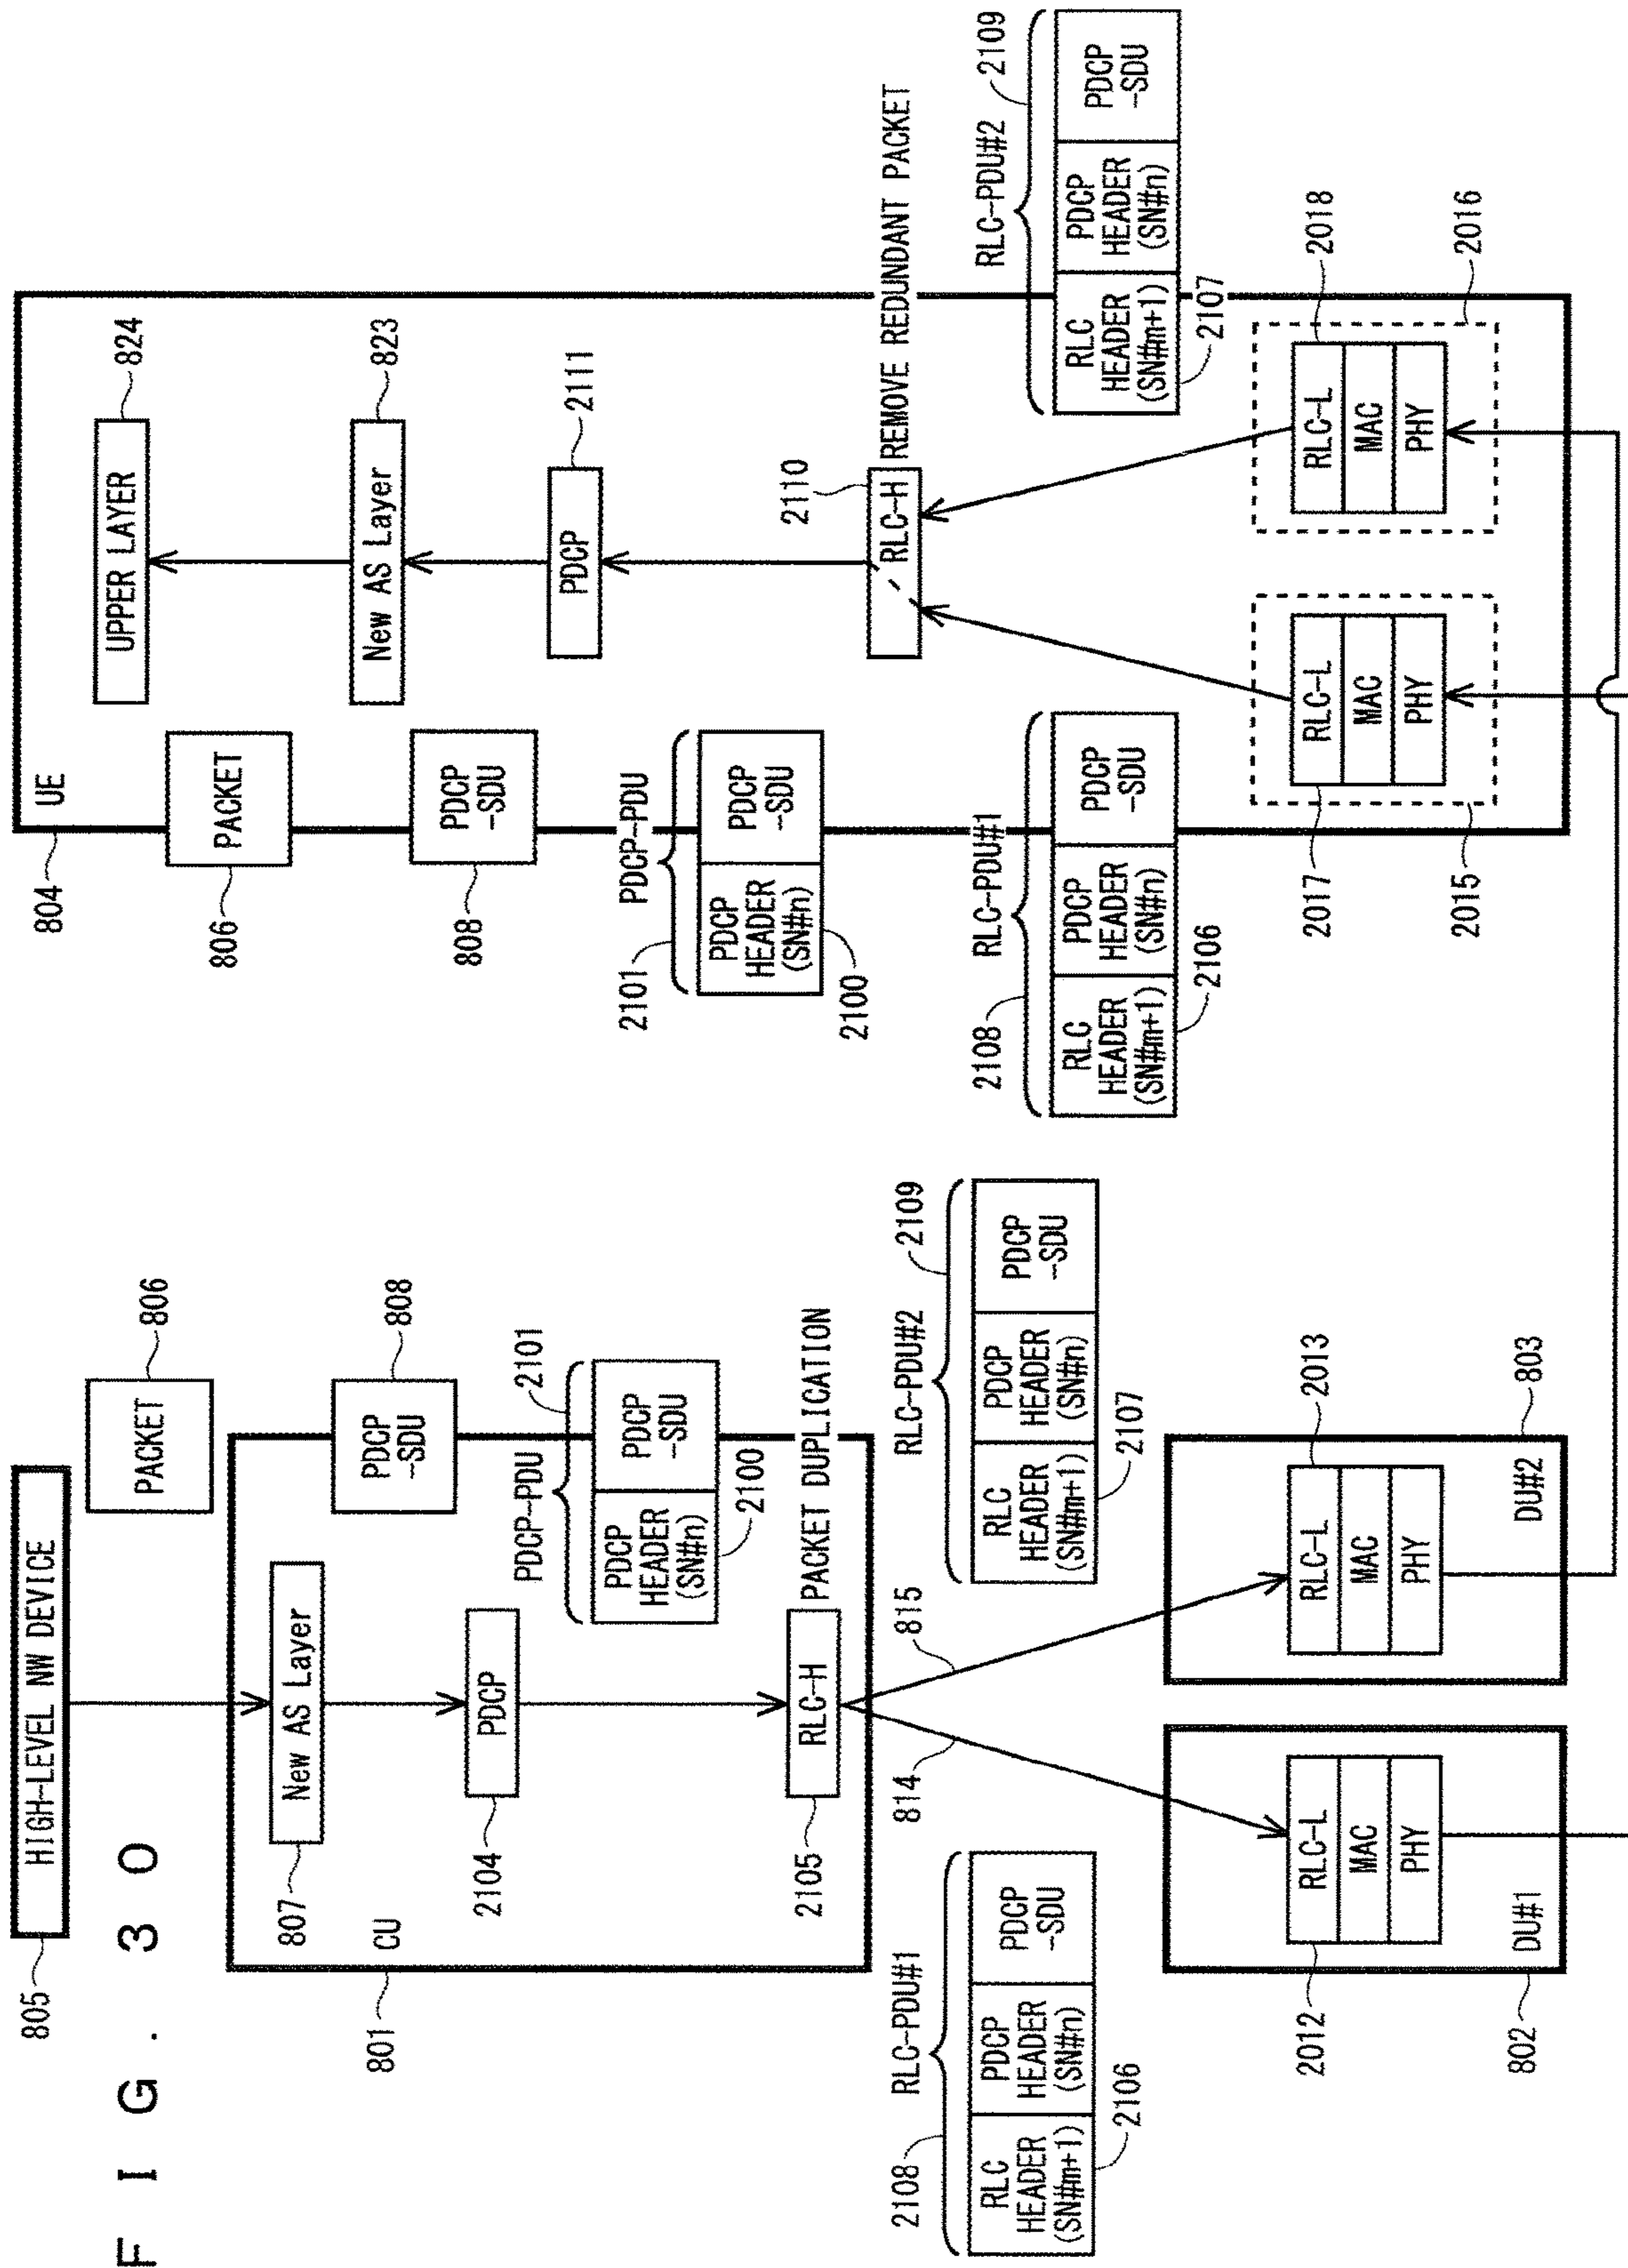 FIG. 30
805
HIGH-LEVEL NW DEVICE
PACKET
806
801
CU
807
New AS Layer
PDCP
-SDU
808
2104
PDCP
PDCP-PDU
2101
PDCP
HEADER
(SN#n)
PDCP
-SDU
2100
2105
RLC-H
PACKET DUPLICATION
814
815
RLC-PDU#1
2108
RLC
HEADER
(SN#m+1)
PDCP
HEADER
(SN#n)
PDCP
-SDU
2106
RLC-PDU#2
2109
RLC
HEADER
(SN#m+1)
PDCP
HEADER
(SN#n)
PDCP
-SDU
2107
2012
RLC-L
MAC
PHY
DU#1
802
2013
RLC-L
MAC
PHY
DU#2
803
804
UE
806
PACKET
UPPER LAYER
824
808
PDCP
-SDU
New AS Layer
823
PDCP-PDU
2101
PDCP
HEADER
(SN#n)
PDCP
-SDU
2100
PDCP
2111
2110
RLC-H
REMOVE REDUNDANT PACKET
RLC-PDU#1
2108
RLC
HEADER
(SN#m+1)
PDCP
HEADER
(SN#n)
PDCP
-SDU
2106
RLC-PDU#2
2109
RLC
HEADER
(SN#m+1)
PDCP
HEADER
(SN#n)
PDCP
-SDU
2107
2017
RLC-L
MAC
PHY
2015
2018
RLC-L
MAC
PHY
2016